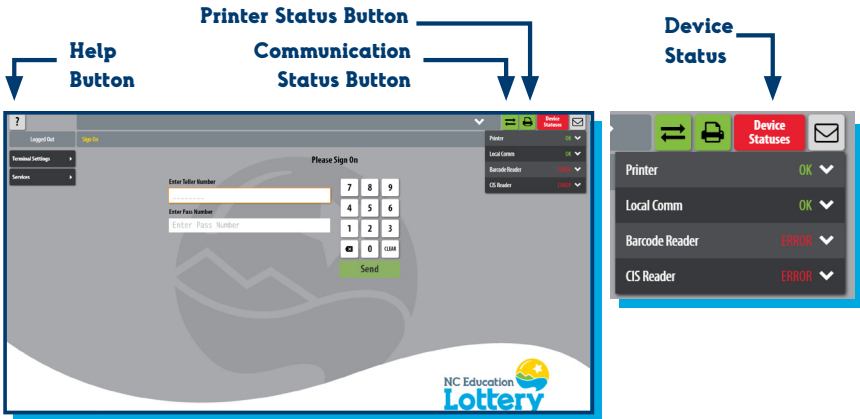 Printer Status Button
Help
Button
Communication
Status Button
Device
Status
?
Device
Statuses
Logged Out
Sign On
Terminal Settings
Services
Please Sign On
Enter Teller Number
Enter Pass Number
Enter Pass Number
7 8 9
4 5 6
1 2 3
0 CLEAR
Send
Printer OK
Local Comm OK
Barcode Reader ERROR
CIS Reader ERROR
NC Education
Lottery
Device
Statuses
Printer OK
Local Comm OK
Barcode Reader ERROR
CIS Reader ERROR